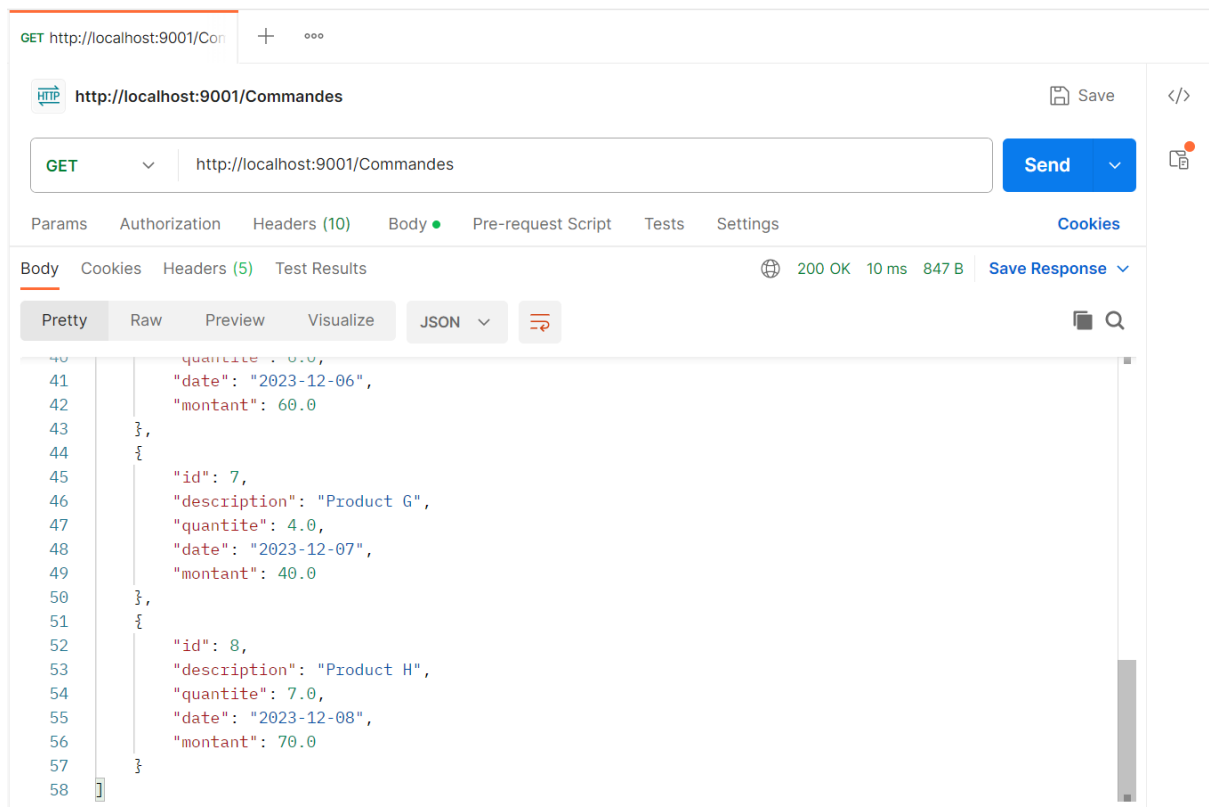 GET http://localhost:9001/Con
HTTP http://localhost:9001/Commandes
Save
GET
http://localhost:9001/Commandes
Send
Params Authorization Headers (10) Body Pre-request Script Tests Settings Cookies
Body Cookies Headers (5) Test Results 200 OK 10 ms 847 B Save Response
Pretty Raw Preview Visualize JSON
41 "date": "2023-12-06",
42 "montant": 60.0
43 },
44 {
45 "id": 7,
46 "description": "Product G",
47 "quantite": 4.0,
48 "date": "2023-12-07",
49 "montant": 40.0
50 },
51 {
52 "id": 8,
53 "description": "Product H",
54 "quantite": 7.0,
55 "date": "2023-12-08",
56 "montant": 70.0
57 }
58 ]